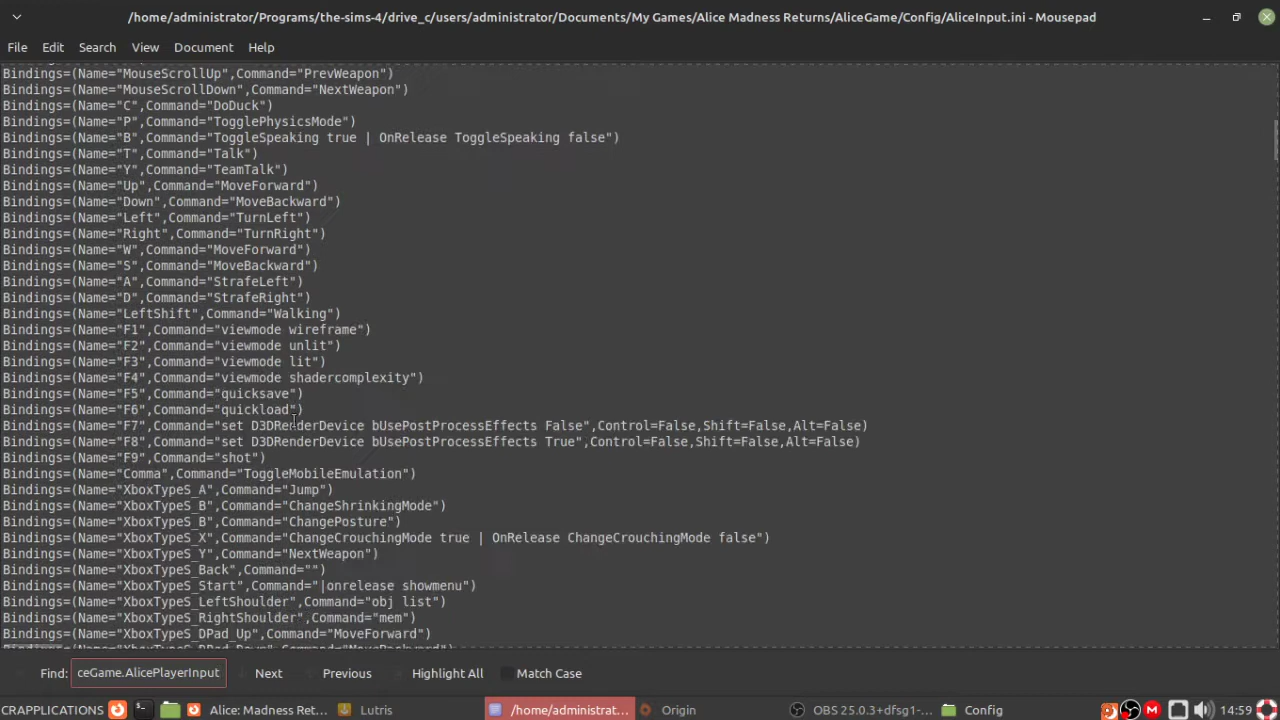 /home/administrator/Programs/the-sims-4/drive_c/users/administrator/Documents/My Games/Alice Madness Returns/AliceGame/Config/AliceInput.ini - Mousepad
File Edit Search View Document Help
Bindings=(Name="MouseScrollUp",Command="PrevWeapon")
Bindings=(Name="MouseScrollDown",Command="NextWeapon")
Bindings=(Name="C",Command="DoDuck")
Bindings=(Name="P",Command="TogglePhysicsMode")
Bindings=(Name="B",Command="ToggleSpeaking true | OnRelease ToggleSpeaking false")
Bindings=(Name="T",Command="Talk")
Bindings=(Name="Y",Command="TeamTalk")
Bindings=(Name="Up",Command="MoveForward")
Bindings=(Name="Down",Command="MoveBackward")
Bindings=(Name="Left",Command="TurnLeft")
Bindings=(Name="Right",Command="TurnRight")
Bindings=(Name="W",Command="MoveForward")
Bindings=(Name="S",Command="MoveBackward")
Bindings=(Name="A",Command="StrafeLeft")
Bindings=(Name="D",Command="StrafeRight")
Bindings=(Name="LeftShift",Command="Walking")
Bindings=(Name="F1",Command="viewmode wireframe")
Bindings=(Name="F2",Command="viewmode unlit")
Bindings=(Name="F3",Command="viewmode lit")
Bindings=(Name="F4",Command="viewmode shadercomplexity")
Bindings=(Name="F5",Command="quicksave")
Bindings=(Name="F6",Command="quickload")
Bindings=(Name="F7",Command="set D3DRenderDevice bUsePostProcessEffects False",Control=False,Shift=False,Alt=False)
Bindings=(Name="F8",Command="set D3DRenderDevice bUsePostProcessEffects True",Control=False,Shift=False,Alt=False)
Bindings=(Name="F9",Command="shot")
Bindings=(Name="Comma",Command="ToggleMobileEmulation")
Bindings=(Name="XboxTypeS_A",Command="Jump")
Bindings=(Name="XboxTypeS_B",Command="ChangeShrinkingMode")
Bindings=(Name="XboxTypeS_B",Command="ChangePosture")
Bindings=(Name="XboxTypeS_X",Command="ChangeCrouchingMode true | OnRelease ChangeCrouchingMode false")
Bindings=(Name="XboxTypeS_Y",Command="NextWeapon")
Bindings=(Name="XboxTypeS_Back",Command="")
Bindings=(Name="XboxTypeS_Start",Command="|onrelease showmenu")
Bindings=(Name="XboxTypeS_LeftShoulder",Command="obj list")
Bindings=(Name="XboxTypeS_RightShoulder",Command="mem")
Bindings=(Name="XboxTypeS_DPad_Up",Command="MoveForward")
Bindings=(Name="XboxTypeS_DPad_Down",Command="MoveBackward")
Find: ceGame.AlicePlayerInput Next Previous Highlight All Match Case
CRAPPLICATIONS Alice: Madness Ret... Lutris /home/administrat... Origin OBS 25.0.3+dfsg1-... Config 14:59